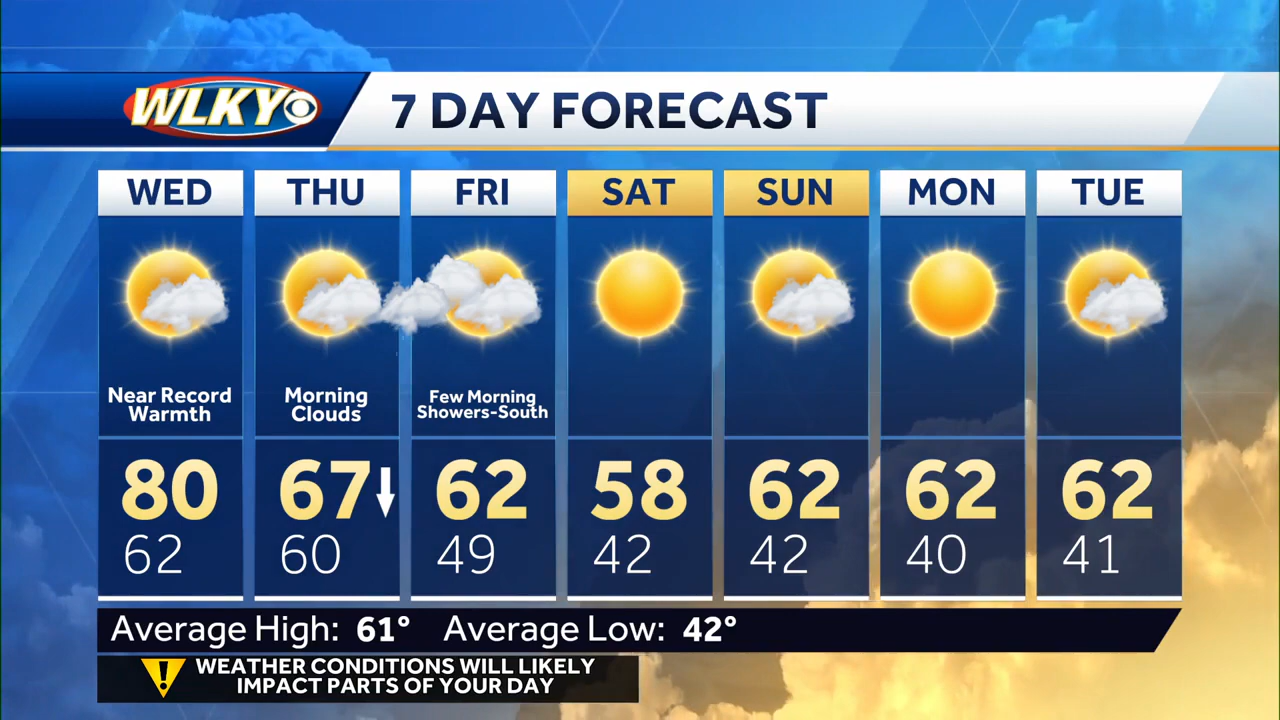 WLKY
7 DAY FORECAST
WED THU FRI SAT SUN MON TUE
Near Record
Warmth
Morning
Clouds
Few Morning
Showers-South
80 67 62 58 62 62 62
62 60 49 42 42 40 41
Average High: 61° Average Low: 42°
WEATHER CONDITIONS WILL LIKELY
IMPACT PARTS OF YOUR DAY